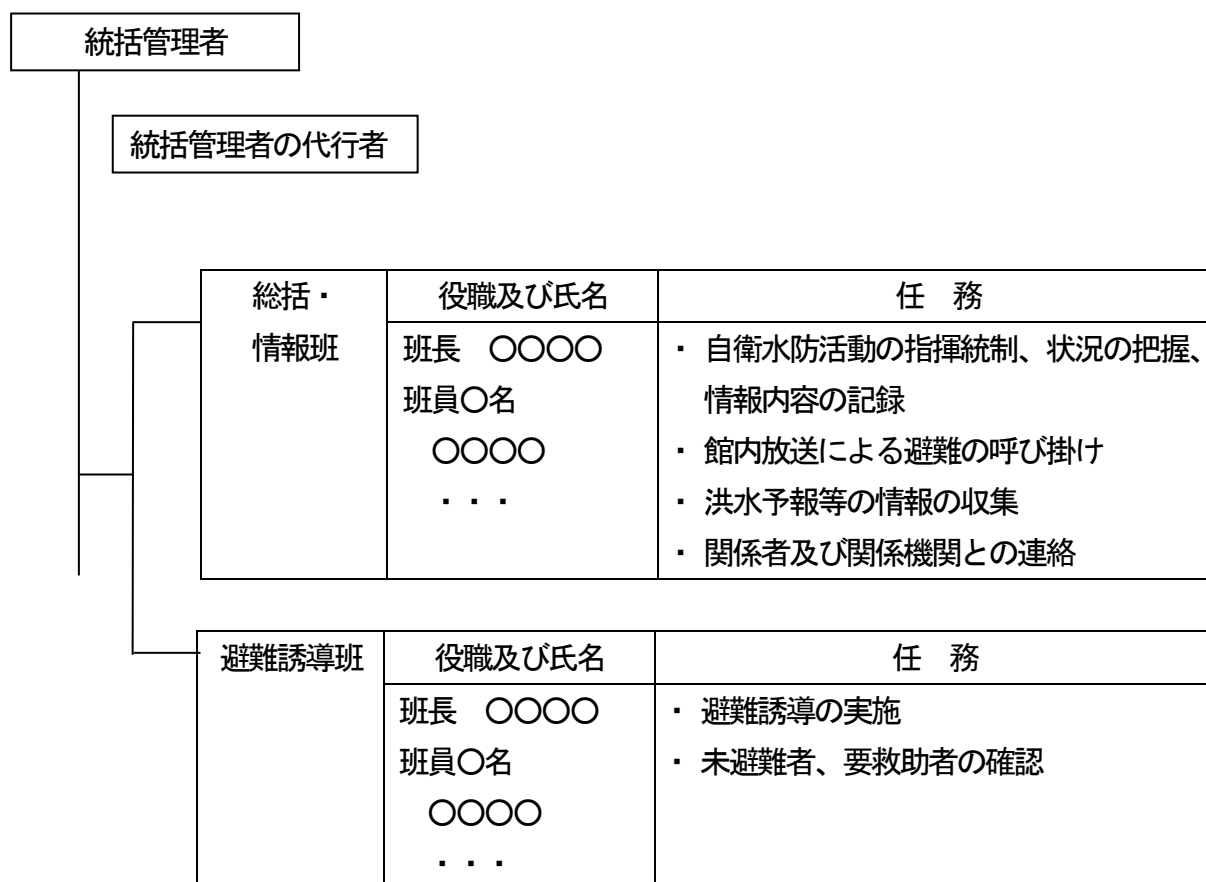 統括管理者
統括管理者の代行者
総括・
情報班
役職及び氏名
任　務
班長　〇〇〇〇
班員〇名
〇〇〇〇
・・・
・ 自衛水防活動の指揮統制、状況の把握、
情報内容の記録
・ 館内放送による避難の呼び掛け
・ 洪水予報等の情報の収集
・ 関係者及び関係機関との連絡
避難誘導班
役職及び氏名
任　務
班長　〇〇〇〇
班員〇名
〇〇〇〇
・・・
・ 避難誘導の実施
・ 未避難者、要救助者の確認